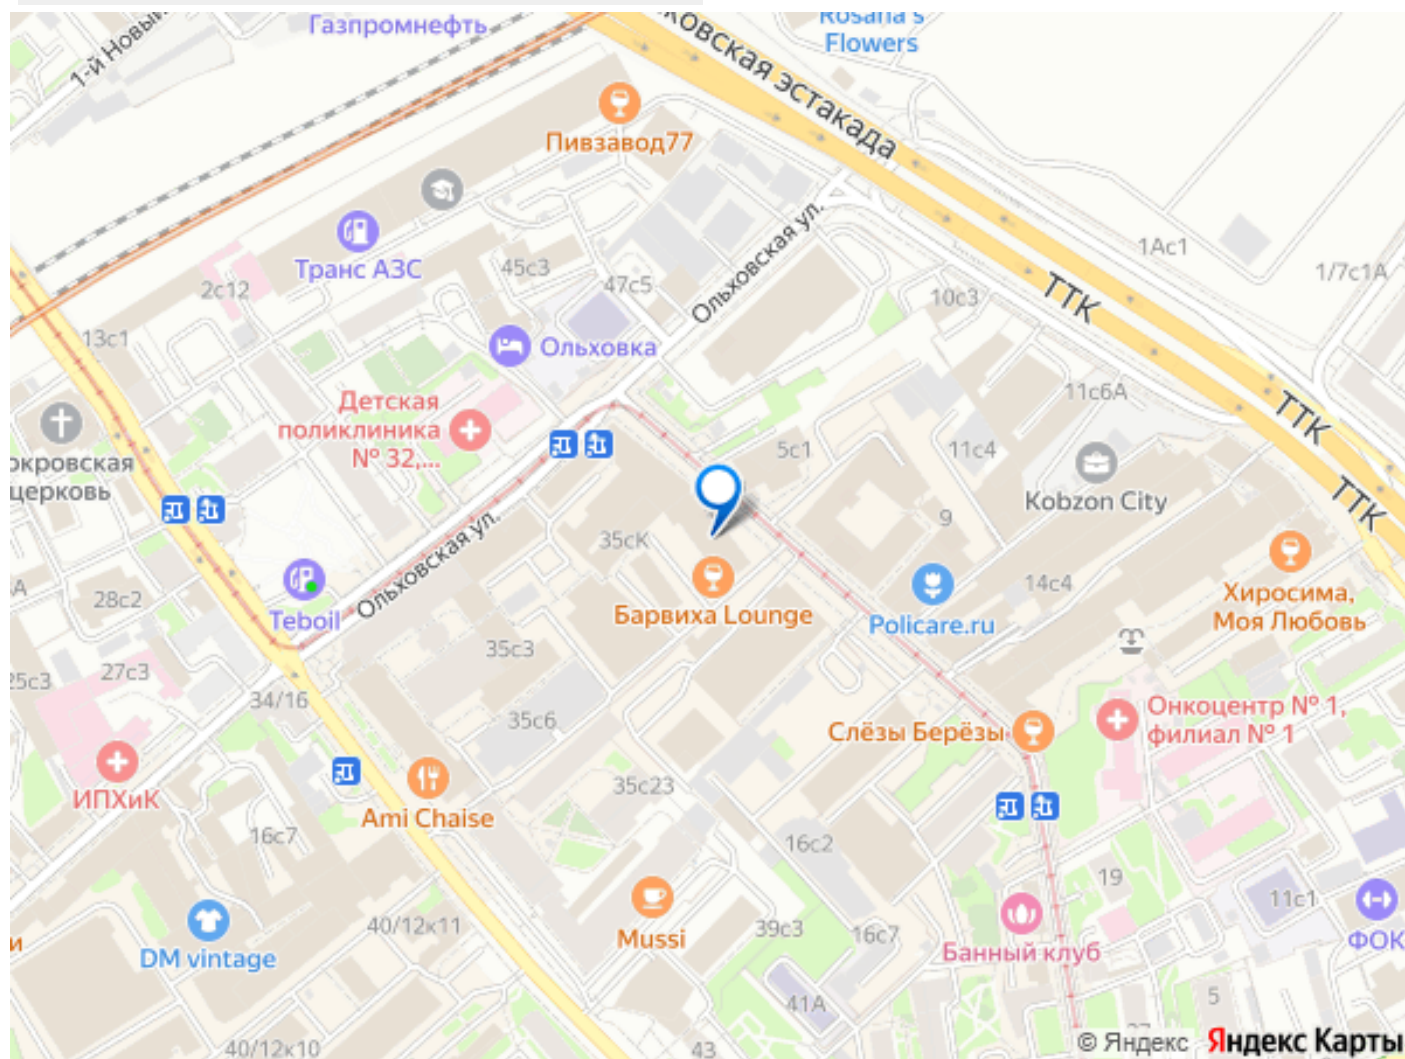 Газпромнефть
Rosana's
Flowers
1-й Новый
ковская эстакада
Пивзавод77
Транс АЗС
45с3
47с5
2с12
Ольховская ул.
1Ас1
1/7с1А
ТТК
10с3
13с1
Ольховка
Детская
поликлиника
№ 32,...
11с6А
ТТК
окровская
церковь
5с1
11с4
Kobzon City
ТТК
35сК
9
Ольховская ул.
Барвиха Lounge
Policare.ru
14с4
Хиросима,
Моя Любовь
28с2
Teboil
25с3
27с3
35с3
34/16
35с6
Слёзы Берёзы
Онкоцентр № 1,
филиал № 1
ИПХиК
Ami Chaise
35с23
16с7
16с2
19
11с1
40/12к11
DM vintage
Mussi
39с3
16с7
Банный клуб
ФОК
41А
5
40/12к10
43
© Яндекс Яндекс Карты